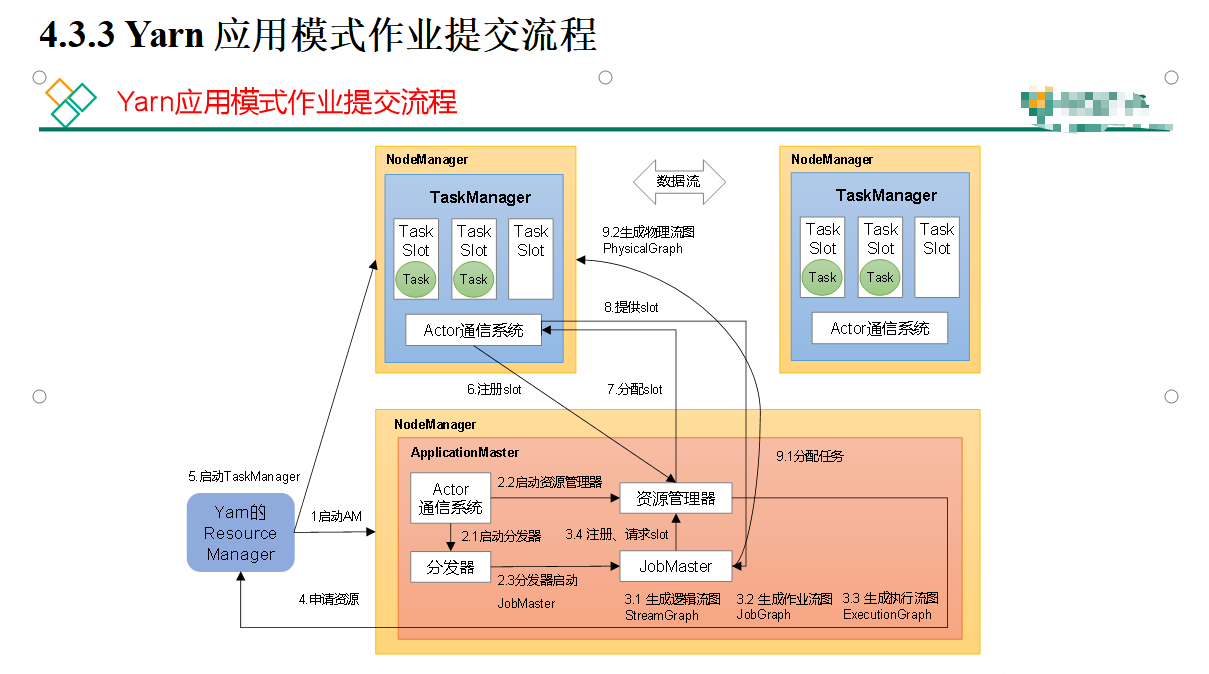 4.3.3 Yarn 应用模式作业提交流程
Yarn应用模式作业提交流程
NodeManager
TaskManager
Task
Slot
Task
Task
Slot
Task
Task
Slot
Actor通信系统
数据流
NodeManager
TaskManager
Task
Slot
Task
Task
Slot
Task
Task
Slot
Actor通信系统
9.2生成物理流图
PhysicalGraph
8.提供slot
6.注册slot
7.分配slot
9.1分配任务
5.启动TaskManager
Yarn的
Resource
Manager
1启动AM
4.申请资源
NodeManager
ApplicationMaster
Actor
通信系统
2.2启动资源管理器
资源管理器
2.1启动分发器
3.4 注册、请求slot
分发器
2.3分发器启动
JobMaster
JobMaster
3.1 生成逻辑流图
StreamGraph
3.2 生成作业流图
JobGraph
3.3 生成执行流图
ExecutionGraph